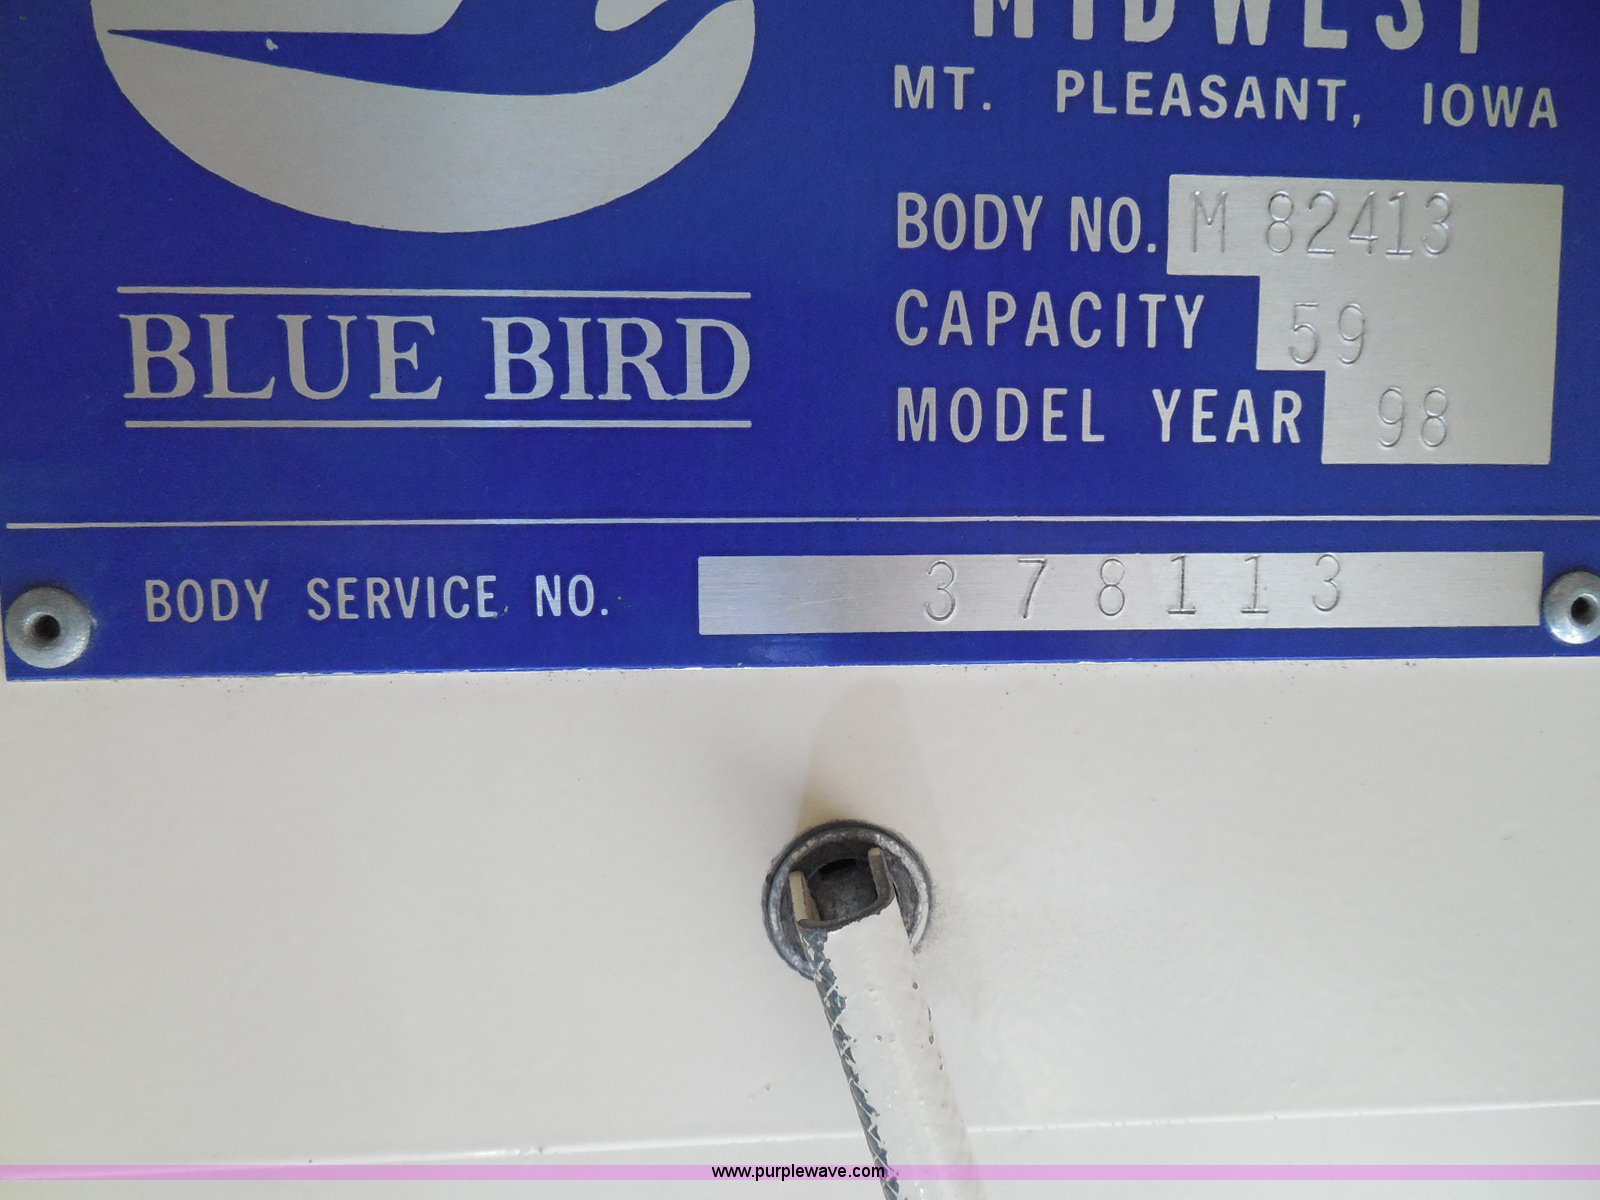 MIDWEST
MT. PLEASANT, IOWA
BODY NO. M 82413
CAPACITY 59
MODEL YEAR 98
BLUE BIRD
BODY SERVICE NO. 378113
www.purplewave.com